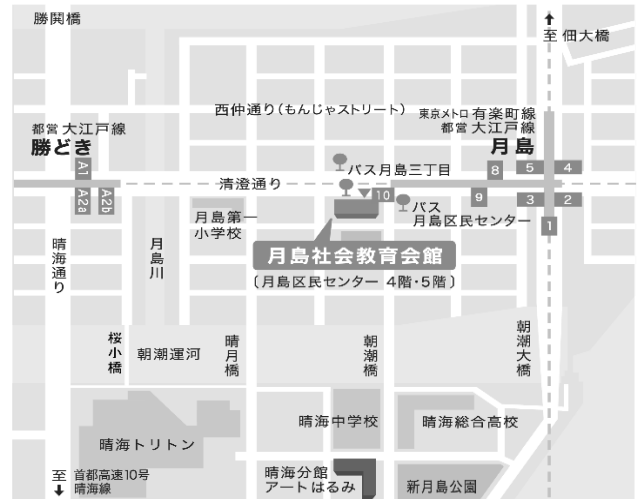 勝鬨橋
至 佃大橋
西仲通り(もんじゃストリート)
東京メトロ 有楽町線
都営 大江戸線
月島
都営 大江戸線
勝どき
バス月島三丁目
A1
8
5
4
清澄通り
10
9
3
2
A2a
A2b
バス
月島区民センター
1
月島第一
小学校
月島社会教育会館
〔月島区民センター 4階・5階〕
晴海通り
月島川
桜小橋
朝潮運河
晴月橋
朝潮橋
朝潮大橋
晴海トリトン
晴海中学校
晴海総合高校
至 首都高速10号
晴海線
晴海分館
アートはるみ
新月島公園